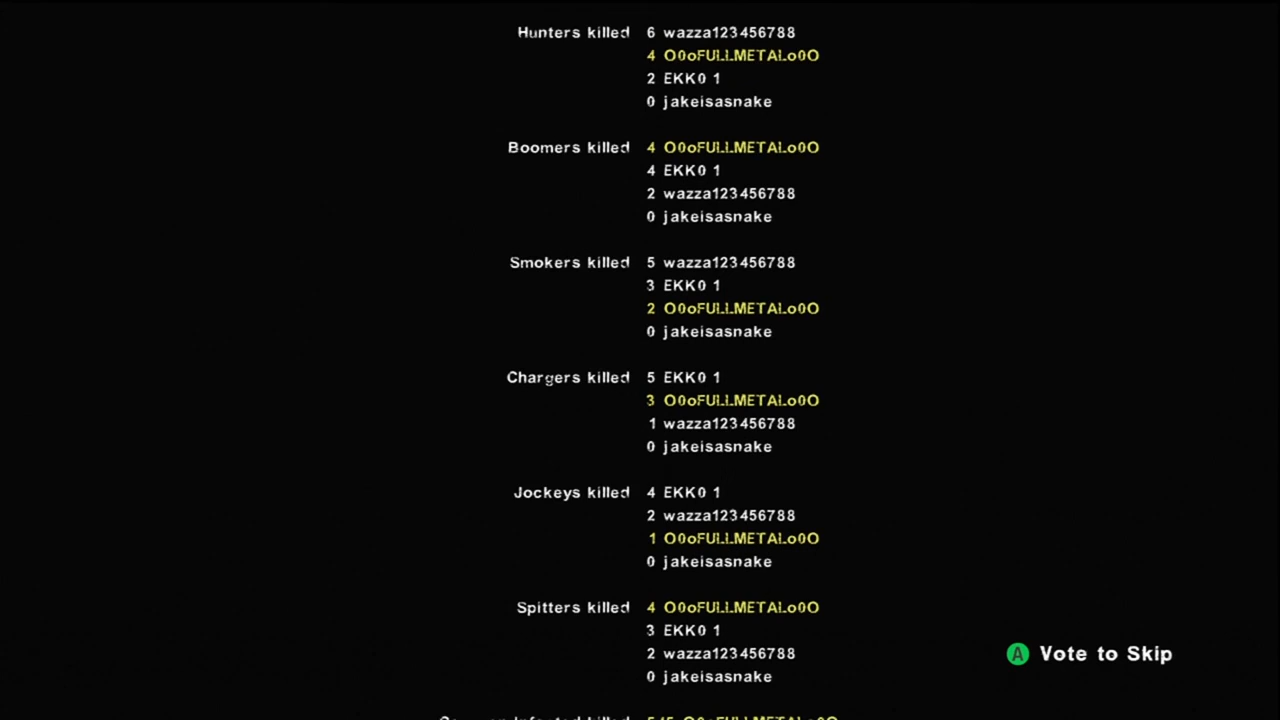 Hunters killed 6 wazza123456788
4 O0oFULLMETALo0O
2 EKK0 1
0 jakeisasnake
Boomers killed 4 O0oFULLMETALo0O
4 EKK0 1
2 wazza123456788
0 jakeisasnake
Smokers killed 5 wazza123456788
3 EKK0 1
2 O0oFULLMETALo0O
0 jakeisasnake
Chargers killed 5 EKK0 1
3 O0oFULLMETALo0O
1 wazza123456788
0 jakeisasnake
Jockeys killed 4 EKK0 1
2 wazza123456788
1 O0oFULLMETALo0O
0 jakeisasnake
Spitters killed 4 O0oFULLMETALo0O
3 EKK0 1
2 wazza123456788
A Vote to Skip
0 jakeisasnake
killed O0oFULLMETALo0O